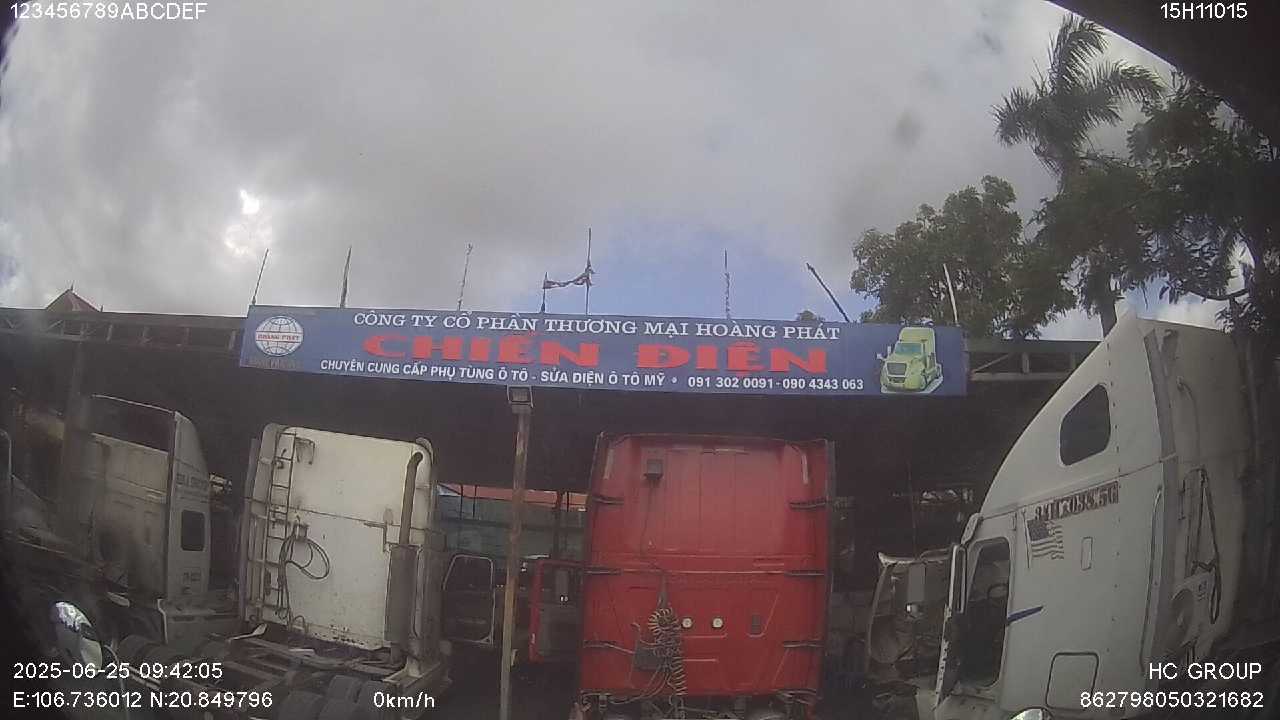 123456789ABCDEF
15H11015
CÔNG TY CỔ PHẦN THƯƠNG MẠI HOÀNG PHÁT
HOÀNG PHÁT
CHIẾN ĐIỆN
CHUYÊN CUNG CẤP PHỤ TÙNG Ô TÔ - SỬA ĐIỆN Ô TÔ MỸ • 091 302 0091 - 090 4343 063
2025-06-25 09:42:05
HC GROUP
E:106.736012 N:20.849796
0km/h
862798050321682